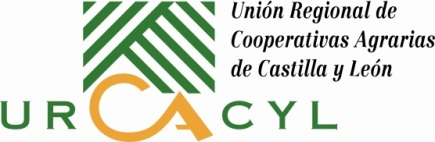 Unión Regional de
Cooperativas Agrarias
de Castilla y León
URCACYL